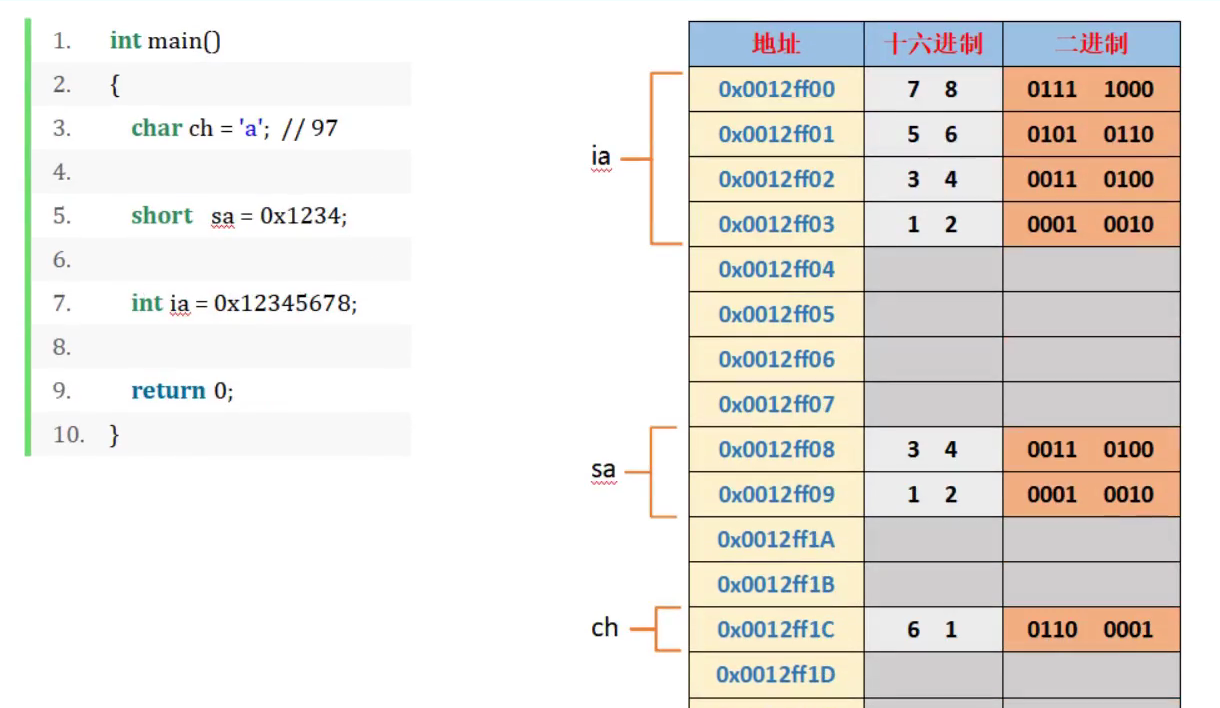 1. int main()
2. {
3. char ch = 'a'; // 97
4.
5. short sa = 0x1234;
6.
7. int ia = 0x12345678;
8.
9. return 0;
10. }
地址 十六进制 二进制
0x0012ff00 7 8 0111 1000
0x0012ff01 5 6 0101 0110
ia
0x0012ff02 3 4 0011 0100
0x0012ff03 1 2 0001 0010
0x0012ff04
0x0012ff05
0x0012ff06
0x0012ff07
0x0012ff08 3 4 0011 0100
sa
0x0012ff09 1 2 0001 0010
0x0012ff1A
0x0012ff1B
ch 0x0012ff1C 6 1 0110 0001
0x0012ff1D